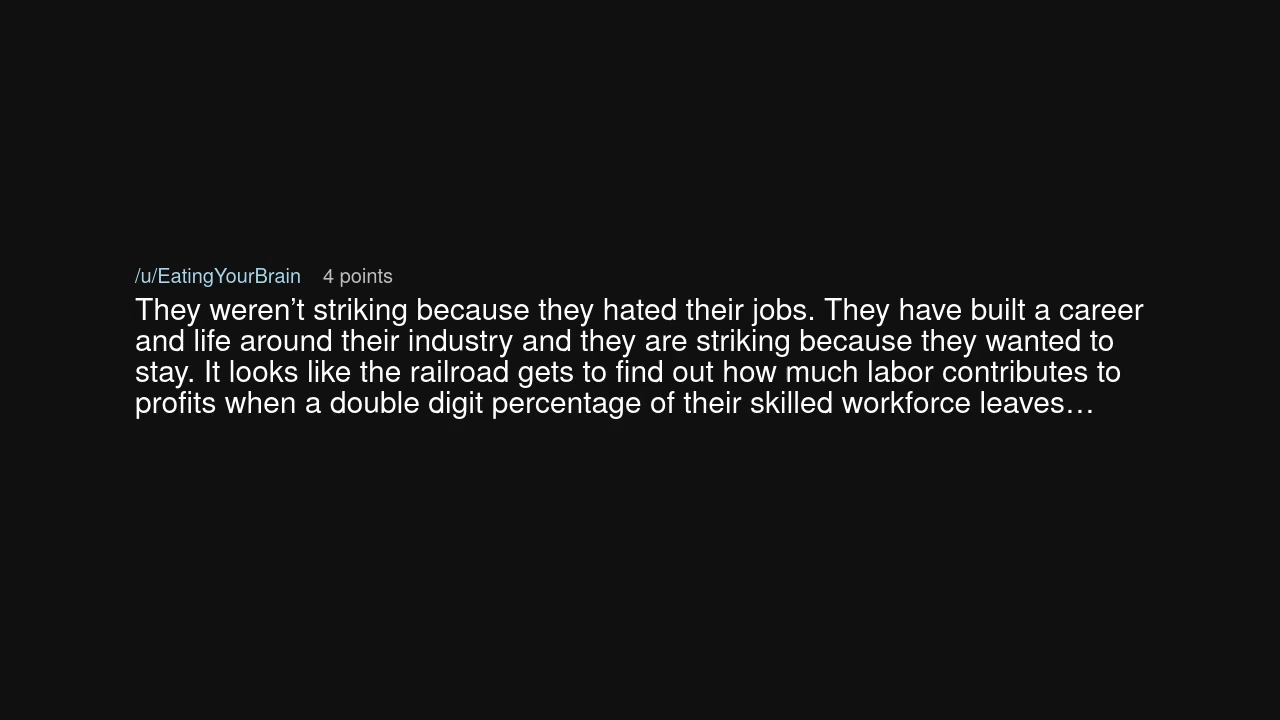 /u/EatingYourBrain 4 points
They weren’t striking because they hated their jobs. They have built a career
and life around their industry and they are striking because they wanted to
stay. It looks like the railroad gets to find out how much labor contributes to
profits when a double digit percentage of their skilled workforce leaves…